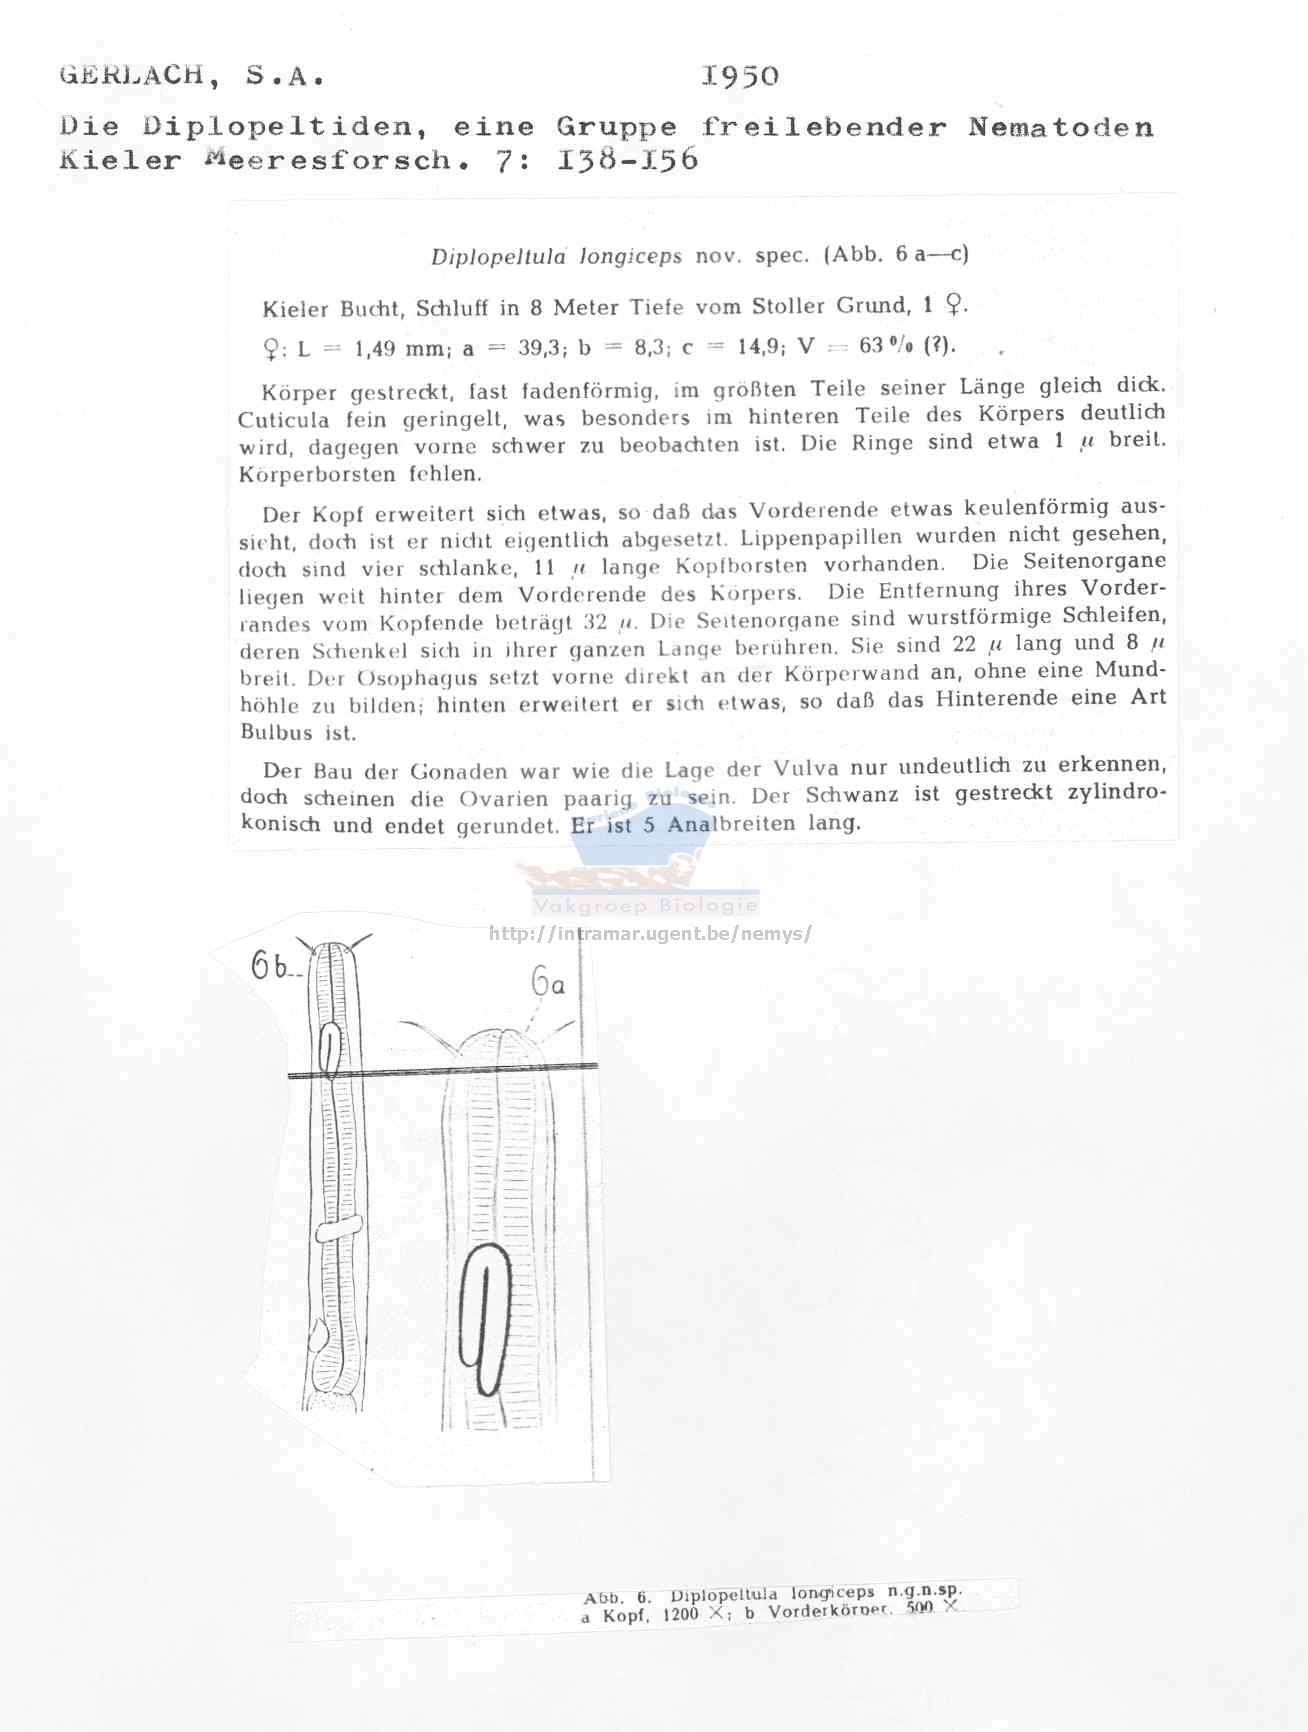 GERLACH, S.A. 1950
Die Diplopeltiden, eine Gruppe freilebender Nematoden
Kieler Meeresforsch. 7: 138-156
Diplopeltula longiceps nov. spec. (Abb. 6 a—c)
Kieler Bucht, Schluff in 8 Meter Tiefe vom Stoller Grund, 1 ♀.
♀: L = 1,49 mm; a = 39,3; b = 8,3; c = 14,9; V = 63 % (?).
Körper gestreckt, fast fadenförmig, im größten Teile seiner Länge gleich dick.
Cuticula fein geringelt, was besonders im hinteren Teile des Körpers deutlich
wird, dagegen vorne schwer zu beobachten ist. Die Ringe sind etwa 1 μ breit.
Körperborsten fehlen.
Der Kopf erweitert sich etwas, so daß das Vorderende etwas keulenförmig aus-
sieht, doch ist er nicht eigentlich abgesetzt. Lippenpapillen wurden nicht gesehen,
doch sind vier schlanke, 11 μ lange Kopfborsten vorhanden. Die Seitenorgane
liegen weit hinter dem Vorderende des Körpers. Die Entfernung ihres Vorder-
randes vom Kopfende beträgt 32 μ. Die Seitenorgane sind wurstförmige Schleifen,
deren Schenkel sich in ihrer ganzen Länge berühren. Sie sind 22 μ lang und 8 μ
breit. Der Ösophagus setzt vorne direkt an der Körperwand an, ohne eine Mund-
höhle zu bilden; hinten erweitert er sich etwas, so daß das Hinterende eine Art
Bulbus ist.
Der Bau der Gonaden war wie die Lage der Vulva nur undeutlich zu erkennen,
doch scheinen die Ovarien paarig zu sein. Der Schwanz ist gestreckt zylindro-
konisch und endet gerundet. Er ist 5 Analbreiten lang.
Vakgroep Biologie
http://intramar.ugent.be/nemys/
6b
6a
Abb. 6. Diplopeltula longiceps n.g.n.sp.
a Kopf, 1200 ×; b Vorderkörper, 500 ×